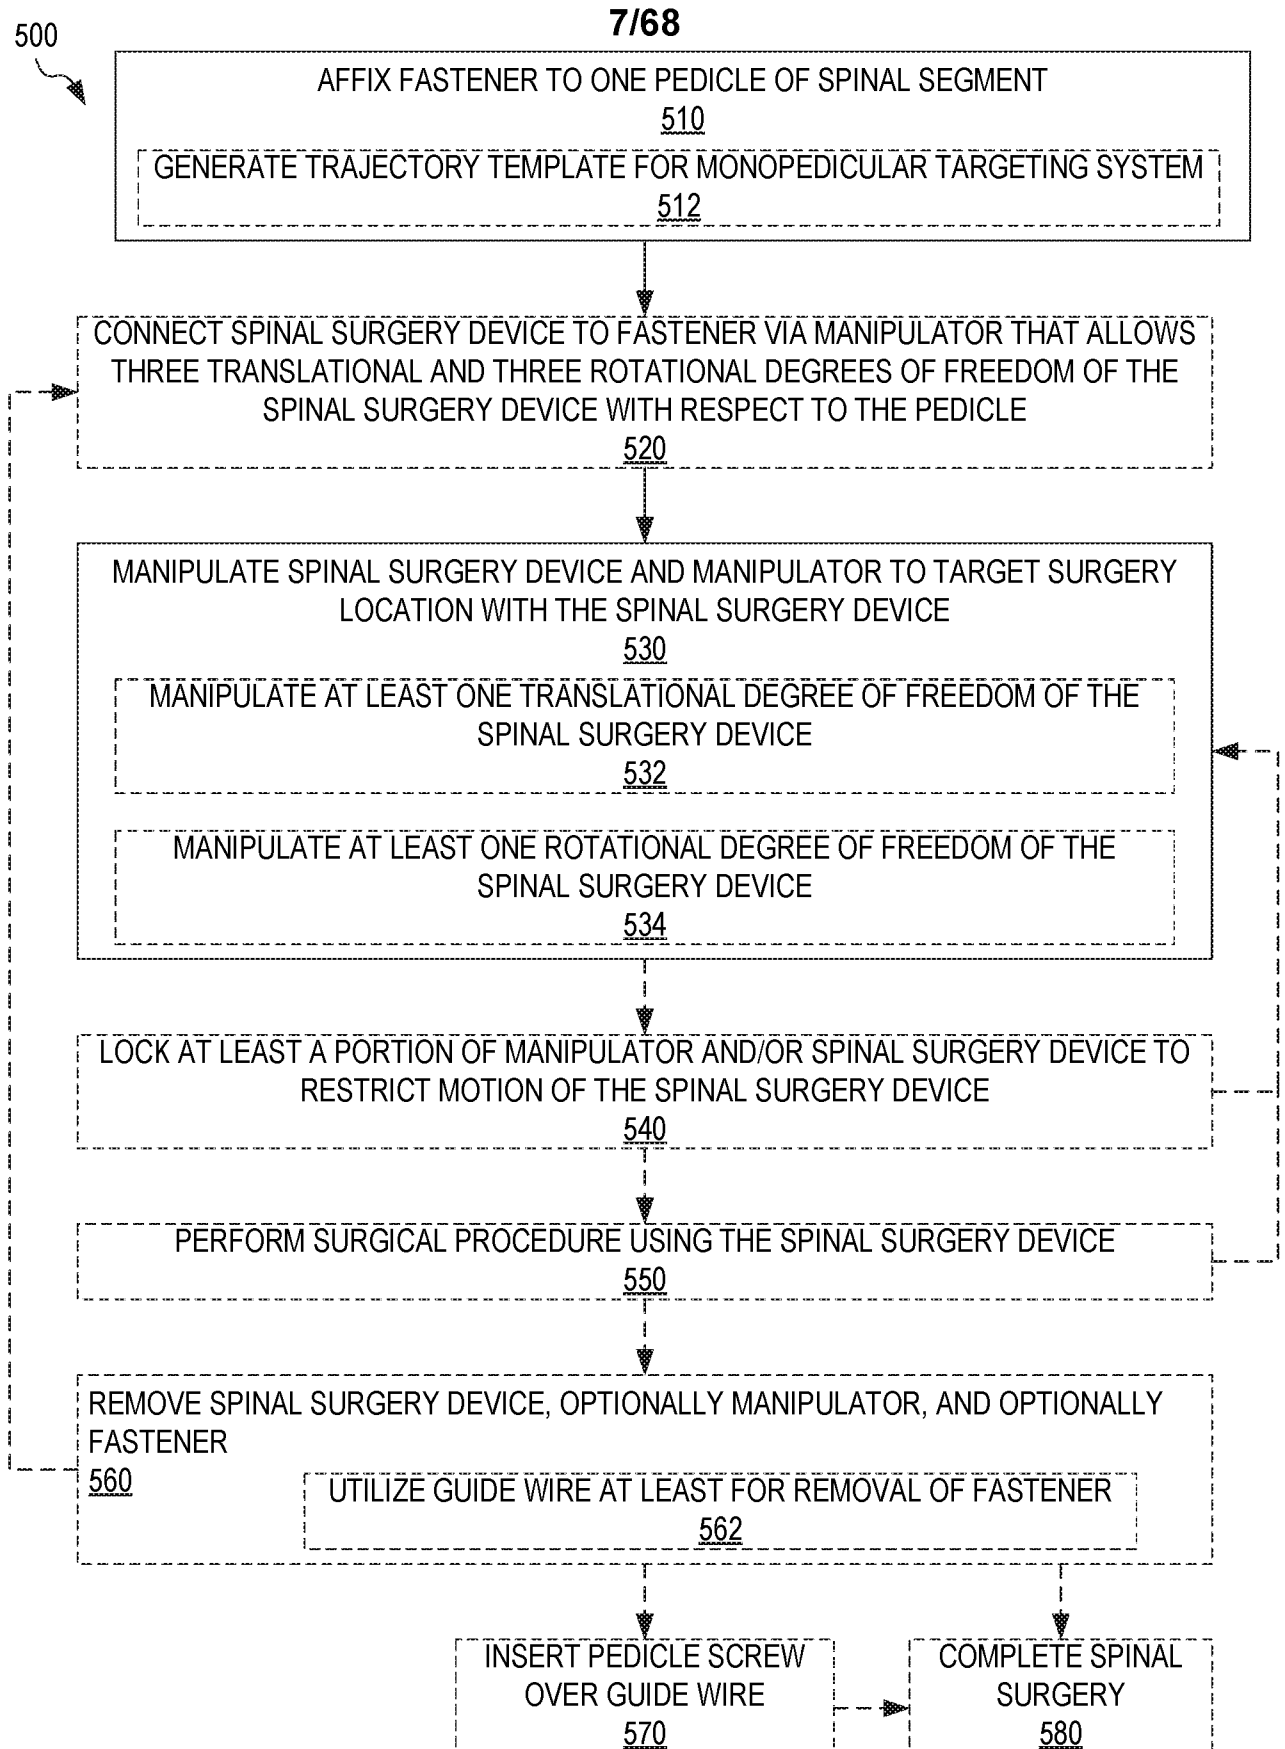 7/68
500
AFFIX FASTENER TO ONE PEDICLE OF SPINAL SEGMENT
510
GENERATE TRAJECTORY TEMPLATE FOR MONOPEDICULAR TARGETING SYSTEM
512
CONNECT SPINAL SURGERY DEVICE TO FASTENER VIA MANIPULATOR THAT ALLOWS
THREE TRANSLATIONAL AND THREE ROTATIONAL DEGREES OF FREEDOM OF THE
SPINAL SURGERY DEVICE WITH RESPECT TO THE PEDICLE
520
MANIPULATE SPINAL SURGERY DEVICE AND MANIPULATOR TO TARGET SURGERY
LOCATION WITH THE SPINAL SURGERY DEVICE
530
MANIPULATE AT LEAST ONE TRANSLATIONAL DEGREE OF FREEDOM OF THE
SPINAL SURGERY DEVICE
532
MANIPULATE AT LEAST ONE ROTATIONAL DEGREE OF FREEDOM OF THE
SPINAL SURGERY DEVICE
534
LOCK AT LEAST A PORTION OF MANIPULATOR AND/OR SPINAL SURGERY DEVICE TO
RESTRICT MOTION OF THE SPINAL SURGERY DEVICE
540
PERFORM SURGICAL PROCEDURE USING THE SPINAL SURGERY DEVICE
550
REMOVE SPINAL SURGERY DEVICE, OPTIONALLY MANIPULATOR, AND OPTIONALLY
FASTENER
560
UTILIZE GUIDE WIRE AT LEAST FOR REMOVAL OF FASTENER
562
INSERT PEDICLE SCREW
OVER GUIDE WIRE
570
COMPLETE SPINAL
SURGERY
580